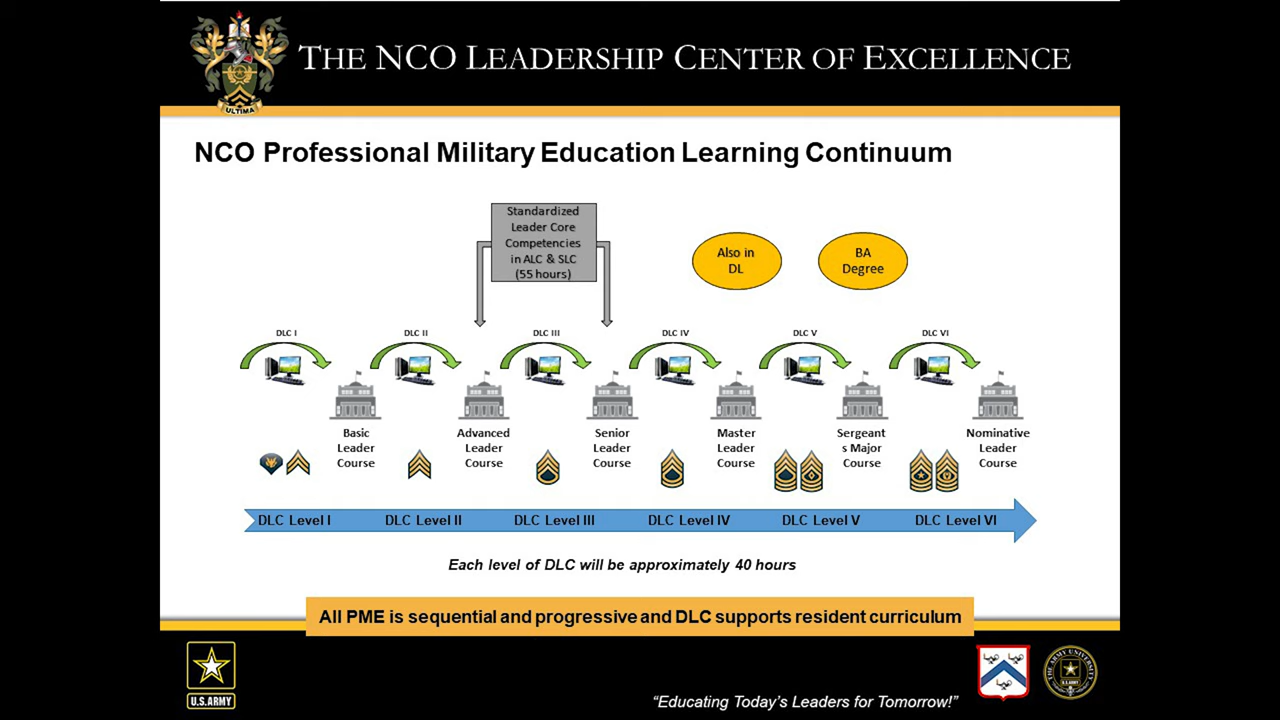 THE NCO LEADERSHIP CENTER OF EXCELLENCE
ULTIMA
NCO Professional Military Education Learning Continuum
Standardized
Leader Core
Competencies
in ALC & SLC
(55 hours)
Also in
DL
BA
Degree
DLC I
DLC II
DLC III
DLC IV
DLC V
DLC VI
Basic
Leader
Course
Advanced
Leader
Course
Senior
Leader
Course
Master
Leader
Course
Sergeant
s Major
Course
Nominative
Leader
Course
DLC Level I
DLC Level II
DLC Level III
DLC Level IV
DLC Level V
DLC Level VI
Each level of DLC will be approximately 40 hours
All PME is sequential and progressive and DLC supports resident curriculum
U.S.ARMY
THE ARMY UNIVERSITY
“Educating Today’s Leaders for Tomorrow!”